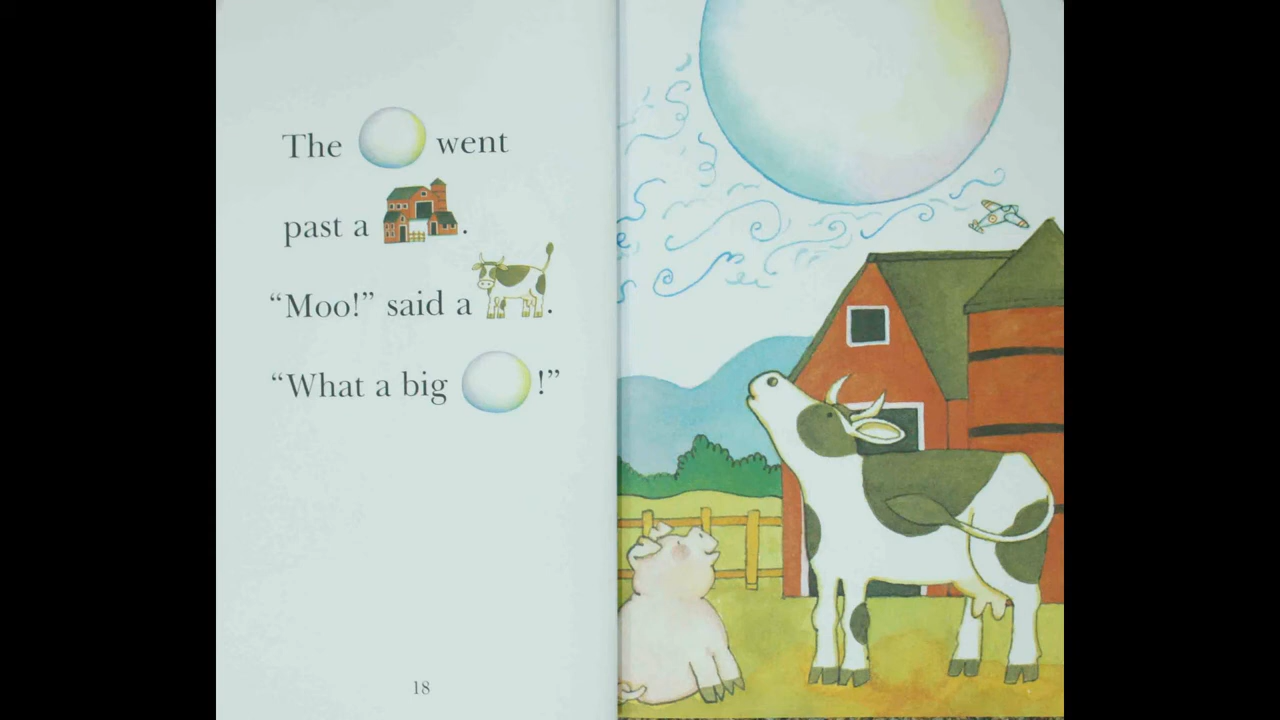 The went
past a .
“Moo!” said a .
“What a big !”
18